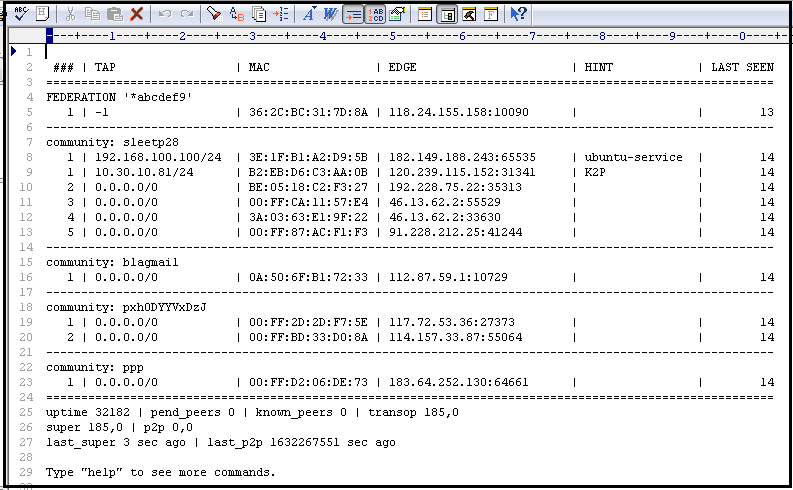 ABC
A B
A W 1 AB 2 CD F ?
1 2 3 4 5 6 7 8 9 0
1
2 ### | TAP | MAC | EDGE | HINT | LAST SEEN
3 ==========================================================================================================
4 FEDERATION '*abcdef9'
5 1 | -l | 36:2C:BC:31:7D:8A | 118.24.155.158:10090 | | 13
6 ----------------------------------------------------------------------------------------------------------
7 community: sleetp28
8 1 | 192.168.100.100/24 | 3E:1F:B1:A2:D9:5B | 182.149.188.243:65535 | ubuntu-service | 14
9 1 | 10.30.10.81/24 | B2:EB:D6:C3:AA:0B | 120.239.115.152:31341 | K2P | 14
10 2 | 0.0.0.0/0 | BE:05:18:C2:F3:27 | 192.228.75.22:35313 | | 14
11 3 | 0.0.0.0/0 | 00:FF:CA:11:57:E4 | 46.13.62.2:55529 | | 14
12 4 | 0.0.0.0/0 | 3A:03:63:E1:9F:22 | 46.13.62.2:33630 | | 14
13 5 | 0.0.0.0/0 | 00:FF:87:AC:F1:F3 | 91.228.212.25:41244 | | 14
14 ----------------------------------------------------------------------------------------------------------
15 community: blagmail
16 1 | 0.0.0.0/0 | 0A:50:6F:B1:72:33 | 112.87.59.1:10729 | | 14
17 ----------------------------------------------------------------------------------------------------------
18 community: pxh0DYYVxDzJ
19 1 | 0.0.0.0/0 | 00:FF:2D:2D:F7:5E | 117.72.53.36:27373 | | 14
20 2 | 0.0.0.0/0 | 00:FF:BD:33:D0:8A | 114.157.33.87:55064 | | 14
21 ----------------------------------------------------------------------------------------------------------
22 community: ppp
23 1 | 0.0.0.0/0 | 00:FF:D2:06:DE:73 | 183.64.252.130:64661 | | 14
24 ==========================================================================================================
25 uptime 32182 | pend_peers 0 | known_peers 0 | transop 185,0
26 super 185,0 | p2p 0,0
27 last_super 3 sec ago | last_p2p 1632267551 sec ago
28
29 Type "help" to see more commands.